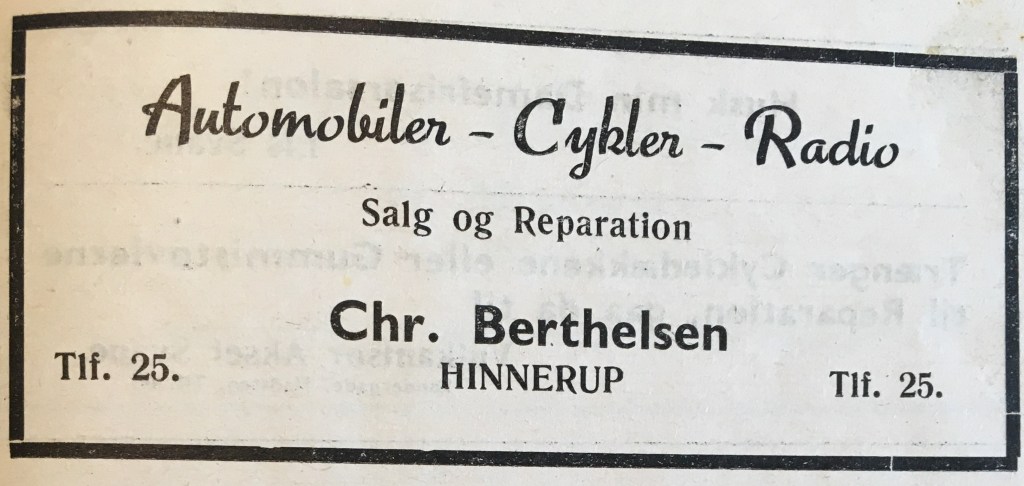 Automobiler - Cykler - Radio
Salg og Reparation
Chr. Berthelsen
Tlf. 25. HINNERUP Tlf. 25.